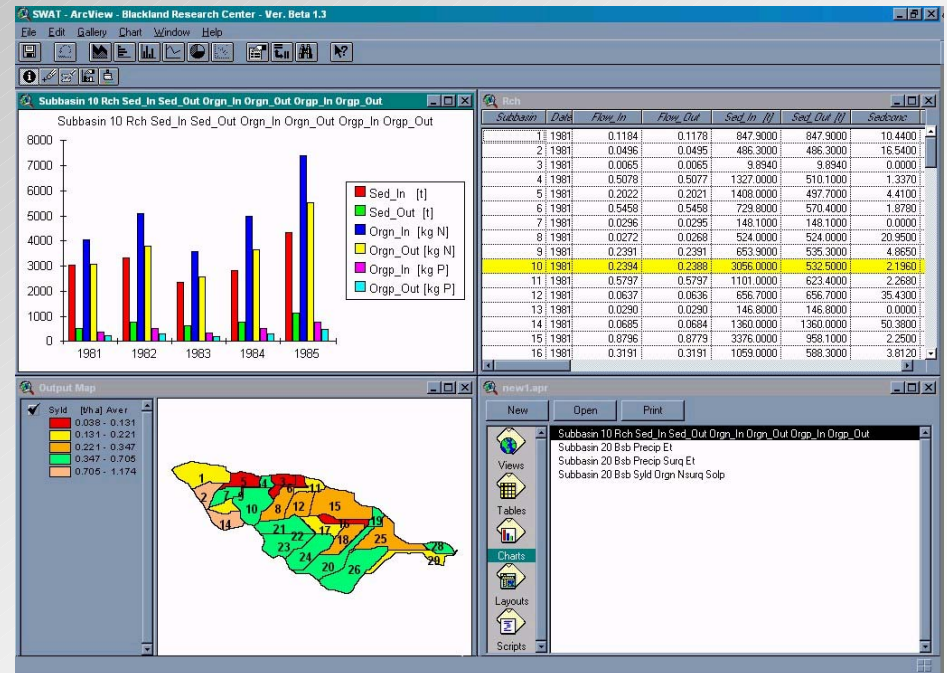 SWAT - ArcView - Blackland Research Center - Ver. Beta 1.3
File Edit Gallery Chart Window Help
Subbasin 10 Rch Sed_In Sed_Out Orgn_In Orgn_Out Orgp_In Orgp_Out
Subbasin 10 Rch Sed_In Sed_Out Orgn_In Orgn_Out Orgp_In Orgp_Out
8000
7000
6000
5000
4000
3000
2000
1000
0
1981 1982 1983 1984 1985
Sed_In [t]
Sed_Out [t]
Orgn_In [kg N]
Orgn_Out [kg N]
Orgp_In [kg P]
Orgp_Out [kg P]
Rch
Subbasin Date Flow_In Flow_Out Sed_In [t] Sed_Out [t] Sedconc
1 1981 0.1184 0.1178 847.9000 847.9000 10.4400
2 1981 0.0496 0.0495 486.3000 486.3000 16.5400
3 1981 0.0065 0.0065 9.8940 9.8940 0.0000
4 1981 0.5078 0.5077 1327.0000 510.1000 1.3370
5 1981 0.2022 0.2021 1408.0000 497.7000 4.4100
6 1981 0.5458 0.5458 729.8000 570.4000 1.8780
7 1981 0.0296 0.0295 148.1000 148.1000 0.0000
8 1981 0.0272 0.0268 524.0000 524.0000 20.9500
9 1981 0.2391 0.2391 653.9000 535.3000 4.8650
10 1981 0.2394 0.2388 3056.0000 532.5000 2.1960
11 1981 0.5797 0.5797 1101.0000 623.4000 2.2680
12 1981 0.0637 0.0636 656.7000 656.7000 35.4300
13 1981 0.0290 0.0290 146.8000 146.8000 0.0000
14 1981 0.0685 0.0684 1360.0000 1360.0000 50.3800
15 1981 0.8796 0.8779 3376.0000 958.1000 2.2500
16 1981 0.3191 0.3191 1059.0000 588.3000 3.8120
Output Map
Syld [t/ha] Aver
0.038 - 0.131
0.131 - 0.221
0.221 - 0.347
0.347 - 0.705
0.705 - 1.174
1 5 4 3
2 7 9 6 11
10 8 12 15
14 16 19
21 22 17
23 18 25 28
24 29
20 26
new1.apr
New Open Print
Views
Tables
Charts
Layouts
Scripts
Subbasin 10 Rch Sed_In Sed_Out Orgn_In Orgn_Out Orgp_In Orgp_Out
Subbasin 20 Bsb Precip Et
Subbasin 20 Bsb Precip Surq Et
Subbasin 20 Bsb Syld Orgn Nsurq Solp